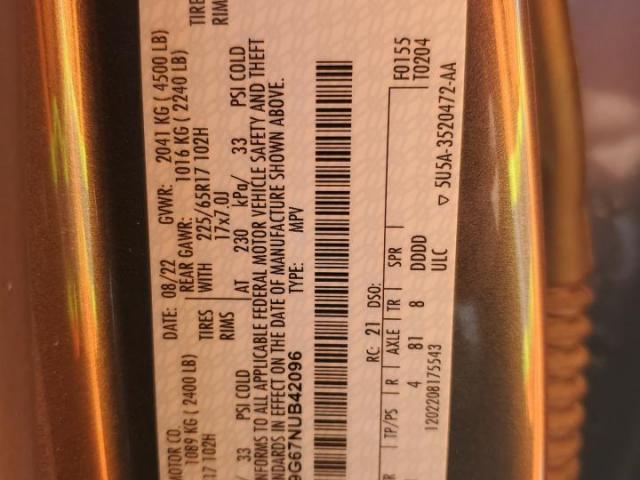 MOTOR CO. DATE: 08/22 GVWR: 2041 KG ( 4500 LB)
1089 KG ( 2400 LB) REAR GAWR: 1016 KG ( 2240 LB)
17 102H TIRES WITH 225/65R17 102H TIRES
RIMS 17x7.0J RIMS
/ 33 PSI COLD AT 230 kPa/ 33 PSI COLD
NFORMS TO ALL APPLICABLE FEDERAL MOTOR VEHICLE SAFETY AND THEFT
NDARDS IN EFFECT ON THE DATE OF MANUFACTURE SHOWN ABOVE.
9G67NUB42096 TYPE: MPV
F0155
T0204
RC: 21 DSO:
TP/PS R AXLE TR SPR
4 81 8 DDDD
1202208175543 ULC
▽ 5U5A-3520472-AA